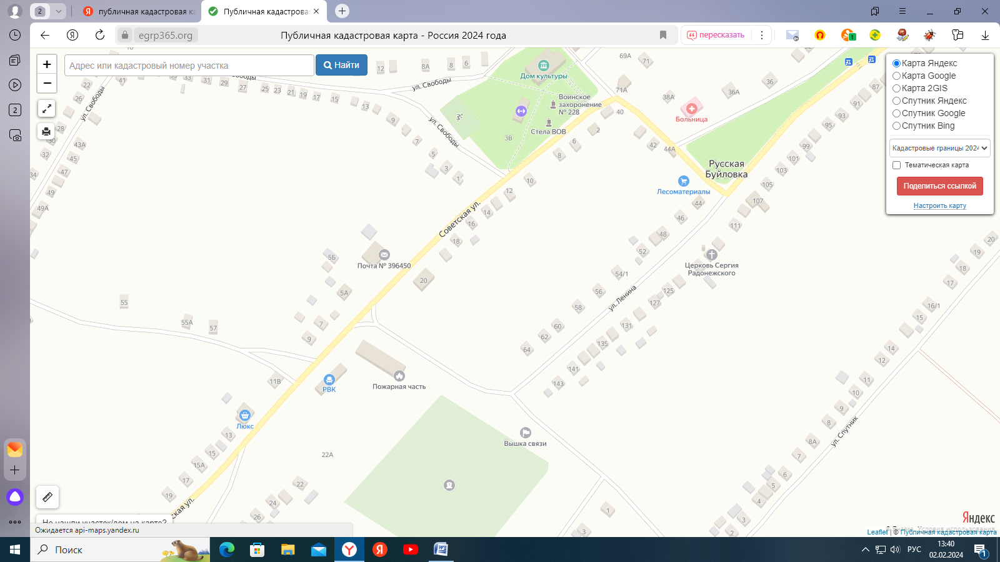 2
публичная кадастровая ка
Публичная кадастрова
egrp365.org
Публичная кадастровая карта - Россия 2024 года
пересказать
1
2
+
−
Адрес или кадастровый номер участка
Найти
Карта Яндекс
Карта Google
Карта 2GIS
Спутник Яндекс
Спутник Google
Спутник Bing
Кадастровые границы 2024
Тематическая карта
Поделиться ссылкой
Настроить карту
12
8А
8
6
69А
71
71А
38А
36А
36
87
91
93
95
99
101
103
105
107
111
Дом культуры
Воинское
захоронение
№ 228
Стела ВОВ
3В
Больница
40
42
44А
2
6
8
10
12
14
16
18
20
Русская
Буйловка
Лесоматериалы
44
46
48
52
54/1
56
58
60
62
64
ул. Свободы
ул. Свободы
ул. Свободы
22
26
28
30
32
34
41
43А
45
47
49
49А
33
31
29
27
25
23
21
19
17
15
13
9
7
5
3
1
Советская ул.
Почта № 396450
5Б
5А
7
9
55
55А
57
11В
РВК
Пожарная часть
Люкс
13
15
15А
17
19
22А
22
24
26
ская ул.
Церковь Сергия
Радонежского
ул. Ленина
125
127
131
135
141
143
Вышка связи
20
19
18
17
16/1
15
14
12
11
10
9
8
8А
7
6
5
4
3
2
1
3
ул. Спутник
Не нашли участок/дом на карте?
Ожидается api-maps.yandex.ru
Яндекс
© Яндекс Условия использования
Leaflet | © Публичная кадастровая карта
Поиск
РУС
13:40
02.02.2024
1